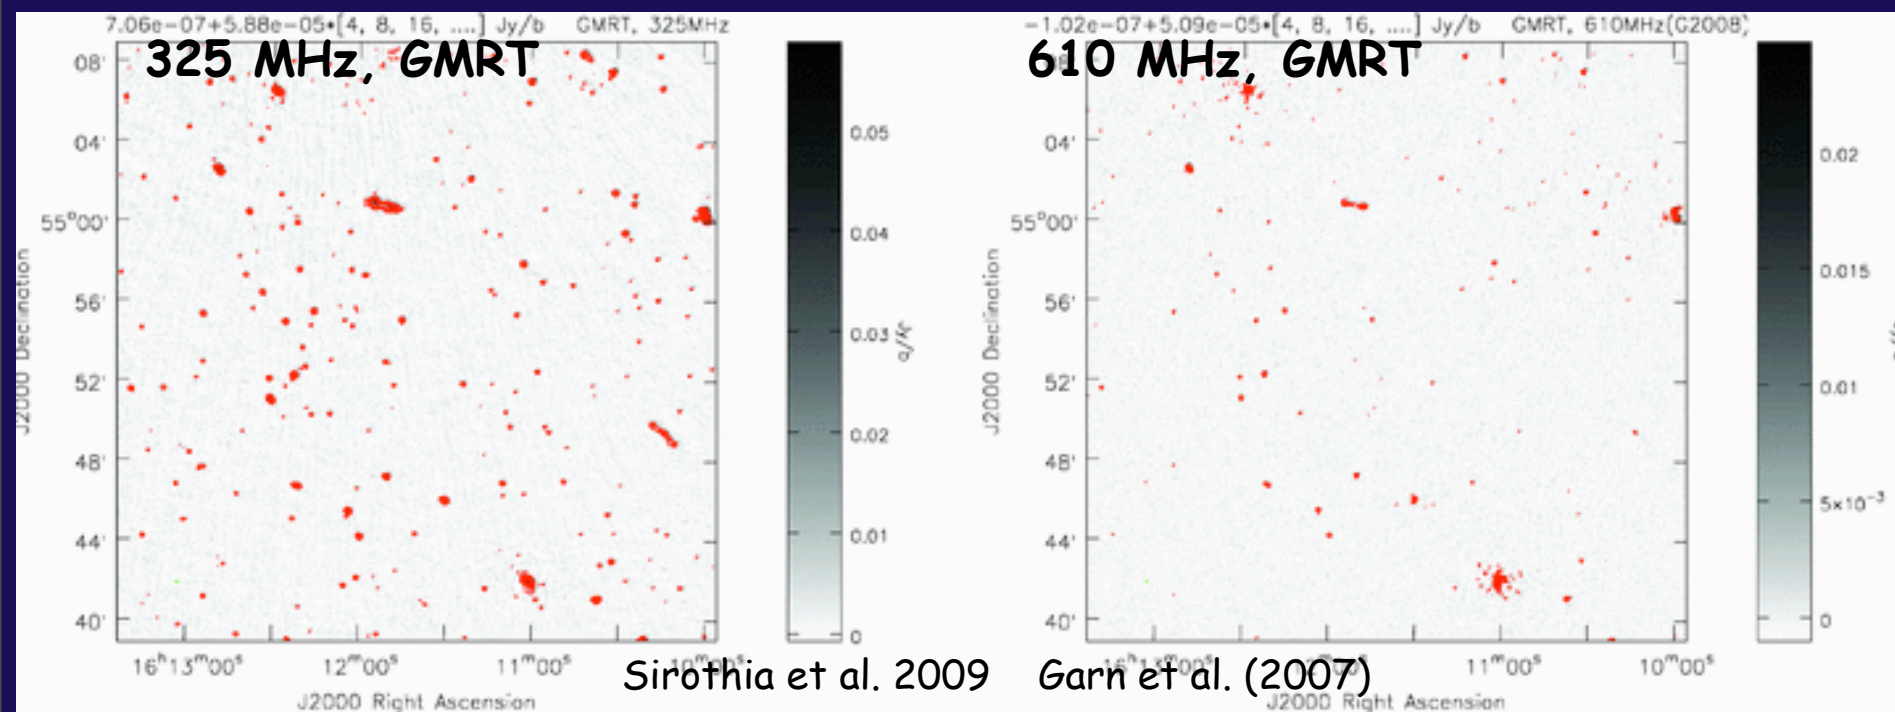 7.06e-07+5.88e-05*[4, 8, 16, ....] Jy/b GMRT, 325MHz
325 MHz, GMRT
08'
04'
55°00'
56'
52'
48'
44'
40'
J2000 Declination
16h13m00s
12m00s
11m00s
10m00s
J2000 Right Ascension
0.05
0.04
0.03
0.02
0.01
0
Jy/b
Sirothia et al. 2009
-1.02e-07+5.09e-05*[4, 8, 16, ....] Jy/b GMRT, 610MHz(G2008)
610 MHz, GMRT
04'
55°00'
56'
52'
48'
44'
40'
J2000 Declination
11m00s
10m00s
J2000 Right Ascension
0.02
0.015
0.01
5×10-3
0
Garn et al. (2007)